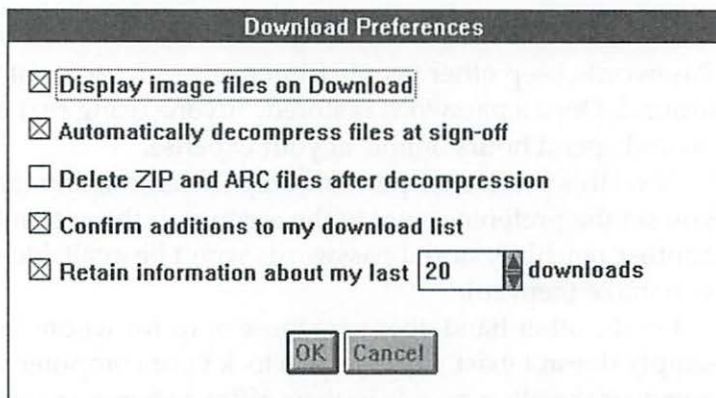 Download Preferences
Display image files on Download
Automatically decompress files at sign-off
Delete ZIP and ARC files after decompression
Confirm additions to my download list
Retain information about my last 20 downloads
OK Cancel